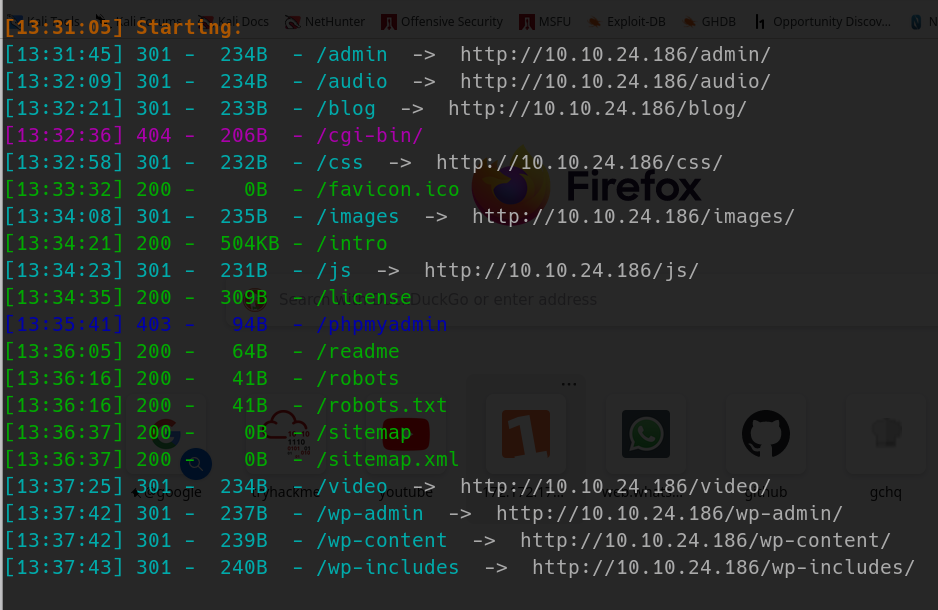 Kali Tools Kali Forums Kali Docs NetHunter Offensive Security MSFU Exploit-DB GHDB Opportunity Discov... N
[13:31:05] Starting:
[13:31:45] 301 - 234B - /admin -> http://10.10.24.186/admin/
[13:32:09] 301 - 234B - /audio -> http://10.10.24.186/audio/
[13:32:21] 301 - 233B - /blog -> http://10.10.24.186/blog/
[13:32:36] 404 - 206B - /cgi-bin/
[13:32:58] 301 - 232B - /css -> http://10.10.24.186/css/
[13:33:32] 200 - 0B - /favicon.ico
Firefox
[13:34:08] 301 - 235B - /images -> http://10.10.24.186/images/
[13:34:21] 200 - 504KB - /intro
[13:34:23] 301 - 231B - /js -> http://10.10.24.186/js/
[13:34:35] 200 - 309B - /license
Search with DuckDuckGo or enter address
[13:35:41] 403 - 94B - /phpmyadmin
[13:36:05] 200 - 64B - /readme
[13:36:16] 200 - 41B - /robots
[13:36:16] 200 - 41B - /robots.txt
[13:36:37] 200 - 0B - /sitemap
[13:36:37] 200 - 0B - /sitemap.xml
[13:37:25] 301 - 234B - /video -> http://10.10.24.186/video/
@google tryhackme youtube web.whats... github gchq
[13:37:42] 301 - 237B - /wp-admin -> http://10.10.24.186/wp-admin/
[13:37:42] 301 - 239B - /wp-content -> http://10.10.24.186/wp-content/
[13:37:43] 301 - 240B - /wp-includes -> http://10.10.24.186/wp-includes/